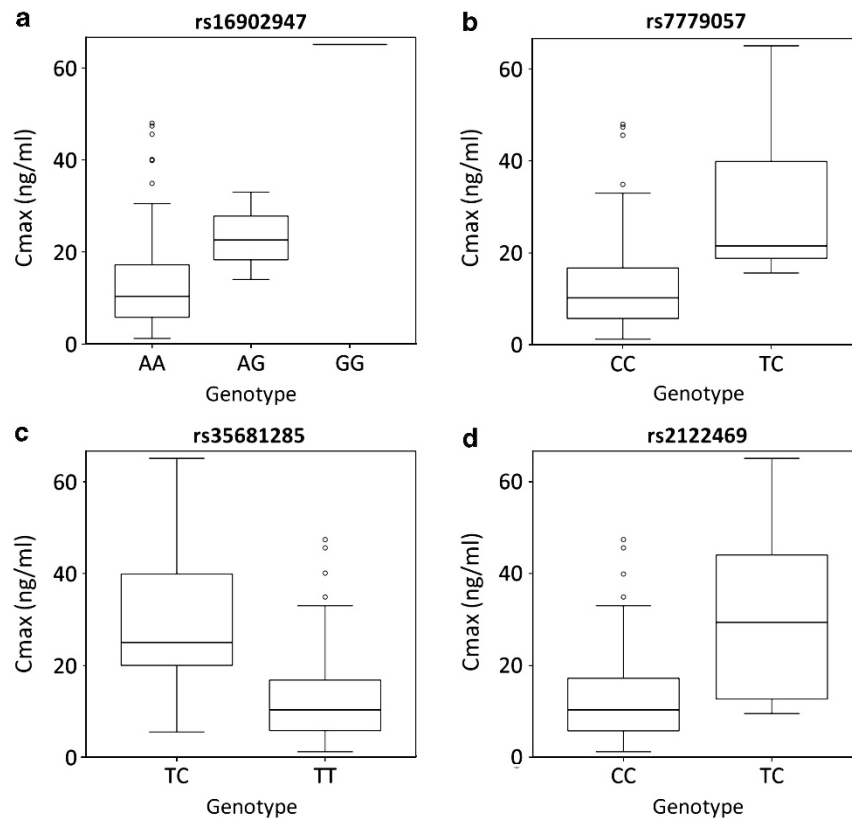 a
rs16902947
Cmax (ng/ml)
60
40
20
0
AA AG GG
Genotype
b
rs7779057
Cmax (ng/ml)
60
40
20
0
CC TC
Genotype
c
rs35681285
Cmax (ng/ml)
60
40
20
0
TC TT
Genotype
d
rs2122469
Cmax (ng/ml)
60
40
20
0
CC TC
Genotype